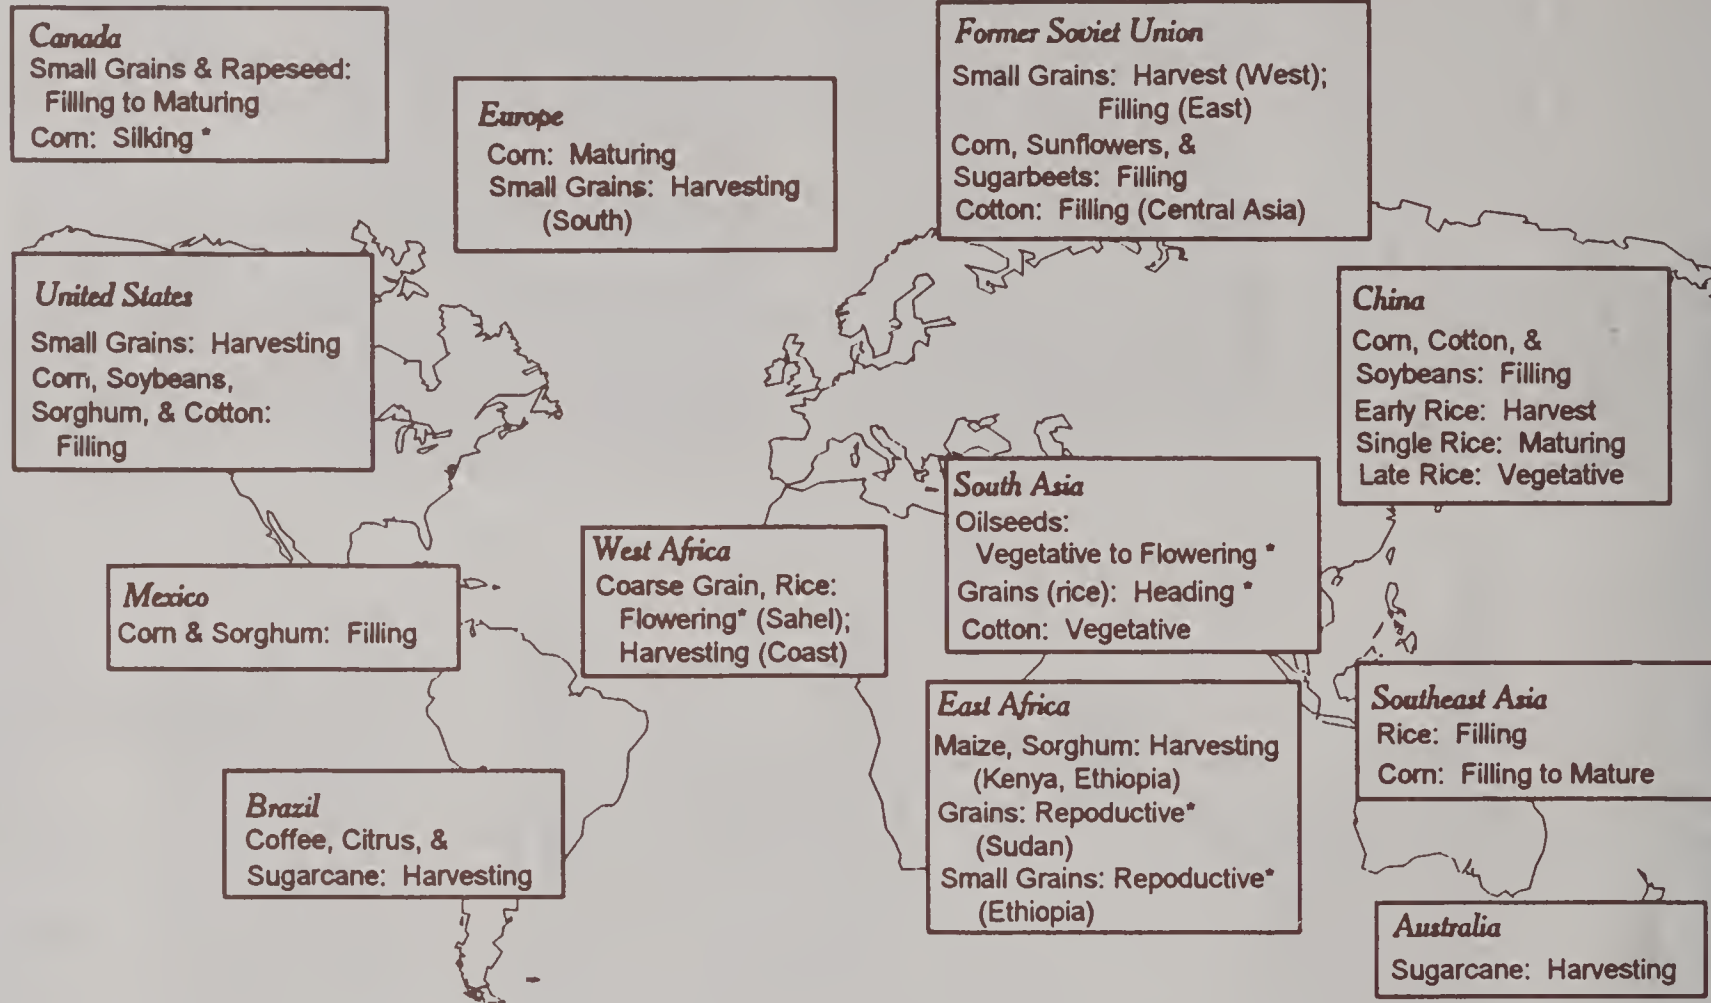 Canada
Small Grains & Rapeseed:
Filling to Maturing
Corn: Silking *
Europe
Corn: Maturing
Small Grains: Harvesting
(South)
Former Soviet Union
Small Grains: Harvest (West);
Filling (East)
Corn, Sunflowers, &
Sugarbeets: Filling
Cotton: Filling (Central Asia)
United States
Small Grains: Harvesting
Corn, Soybeans,
Sorghum, & Cotton:
Filling
China
Corn, Cotton, &
Soybeans: Filling
Early Rice: Harvest
Single Rice: Maturing
Late Rice: Vegetative
South Asia
Oilseeds:
Vegetative to Flowering *
Grains (rice): Heading *
Cotton: Vegetative
West Africa
Coarse Grain, Rice:
Flowering* (Sahel);
Harvesting (Coast)
Mexico
Corn & Sorghum: Filling
East Africa
Maize, Sorghum: Harvesting
(Kenya, Ethiopia)
Grains: Repoductive*
(Sudan)
Small Grains: Repoductive*
(Ethiopia)
Southeast Asia
Rice: Filling
Corn: Filling to Mature
Brazil
Coffee, Citrus, &
Sugarcane: Harvesting
Australia
Sugarcane: Harvesting